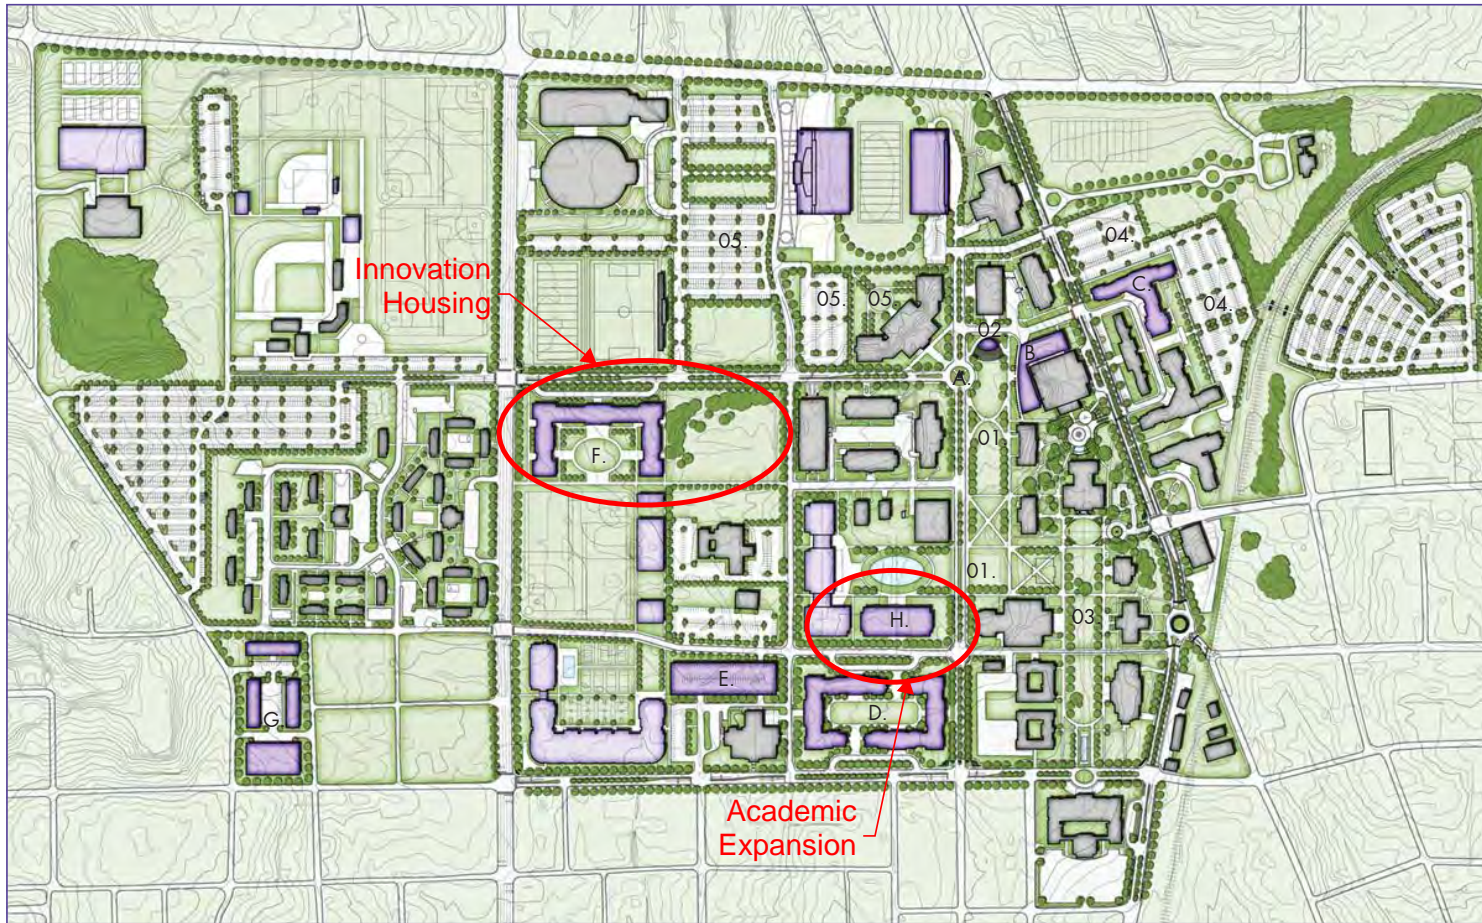 05.
04.
Innovation
Housing
05.
05.
C.
04.
02
B
A.
01
F.
01.
H.
03
E.
D.
G.
Academic
Expansion